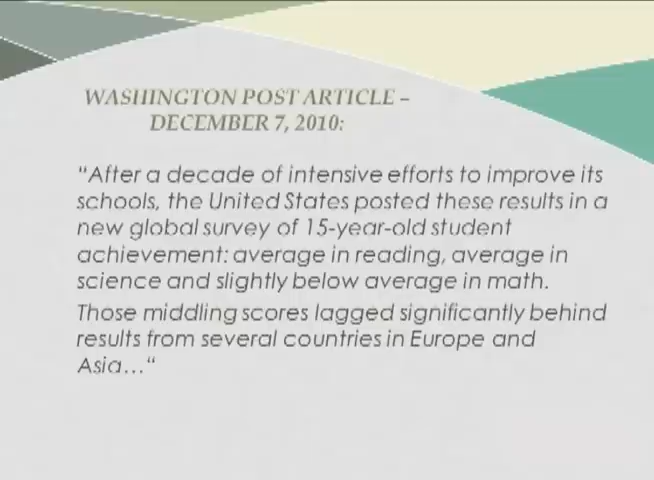 WASHINGTON POST ARTICLE –
DECEMBER 7, 2010:
“After a decade of intensive efforts to improve its
schools, the United States posted these results in a
new global survey of 15-year-old student
achievement: average in reading, average in
science and slightly below average in math.
Those middling scores lagged significantly behind
results from several countries in Europe and
Asia…“